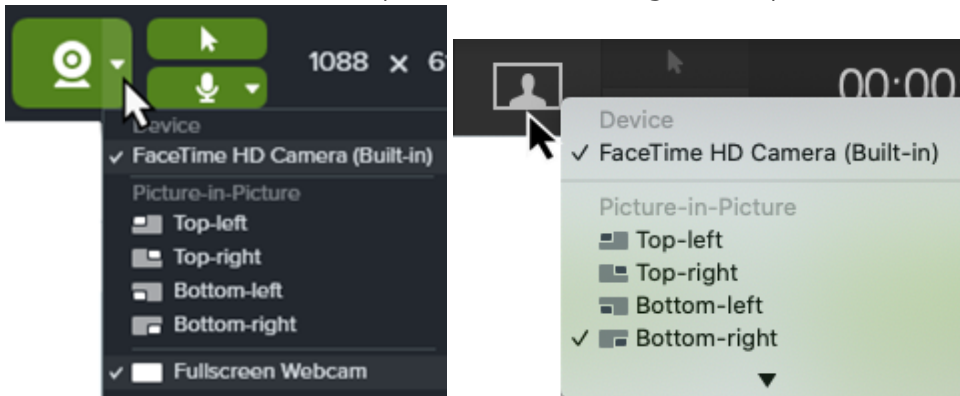 1088 × 6
Device
FaceTime HD Camera (Built-in)
Picture-in-Picture
Top-left
Top-right
Bottom-left
Bottom-right
Fullscreen Webcam
00:00
Device
FaceTime HD Camera (Built-in)
Picture-in-Picture
Top-left
Top-right
Bottom-left
Bottom-right